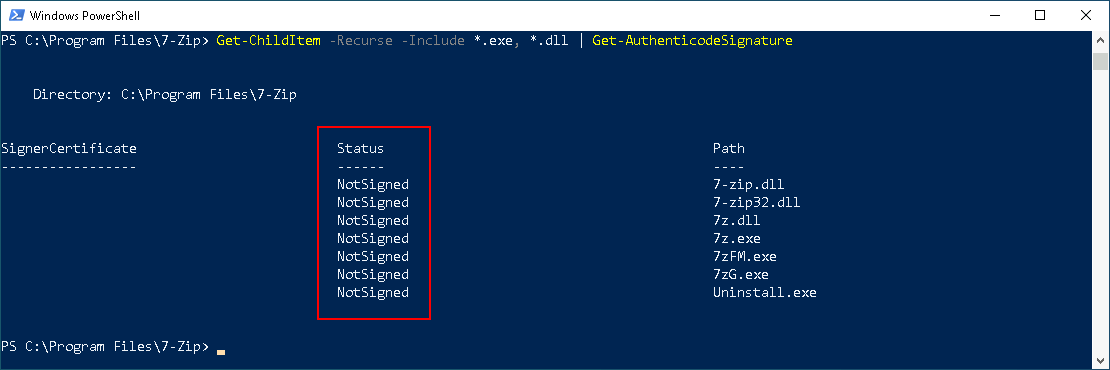 Windows PowerShell
PS C:\Program Files\7-Zip> Get-ChildItem -Recurse -Include *.exe, *.dll | Get-AuthenticodeSignature
Directory: C:\Program Files\7-Zip
SignerCertificate Status Path
----------------- ------ ----
NotSigned 7-zip.dll
NotSigned 7-zip32.dll
NotSigned 7z.dll
NotSigned 7z.exe
NotSigned 7zFM.exe
NotSigned 7zG.exe
NotSigned Uninstall.exe
PS C:\Program Files\7-Zip>